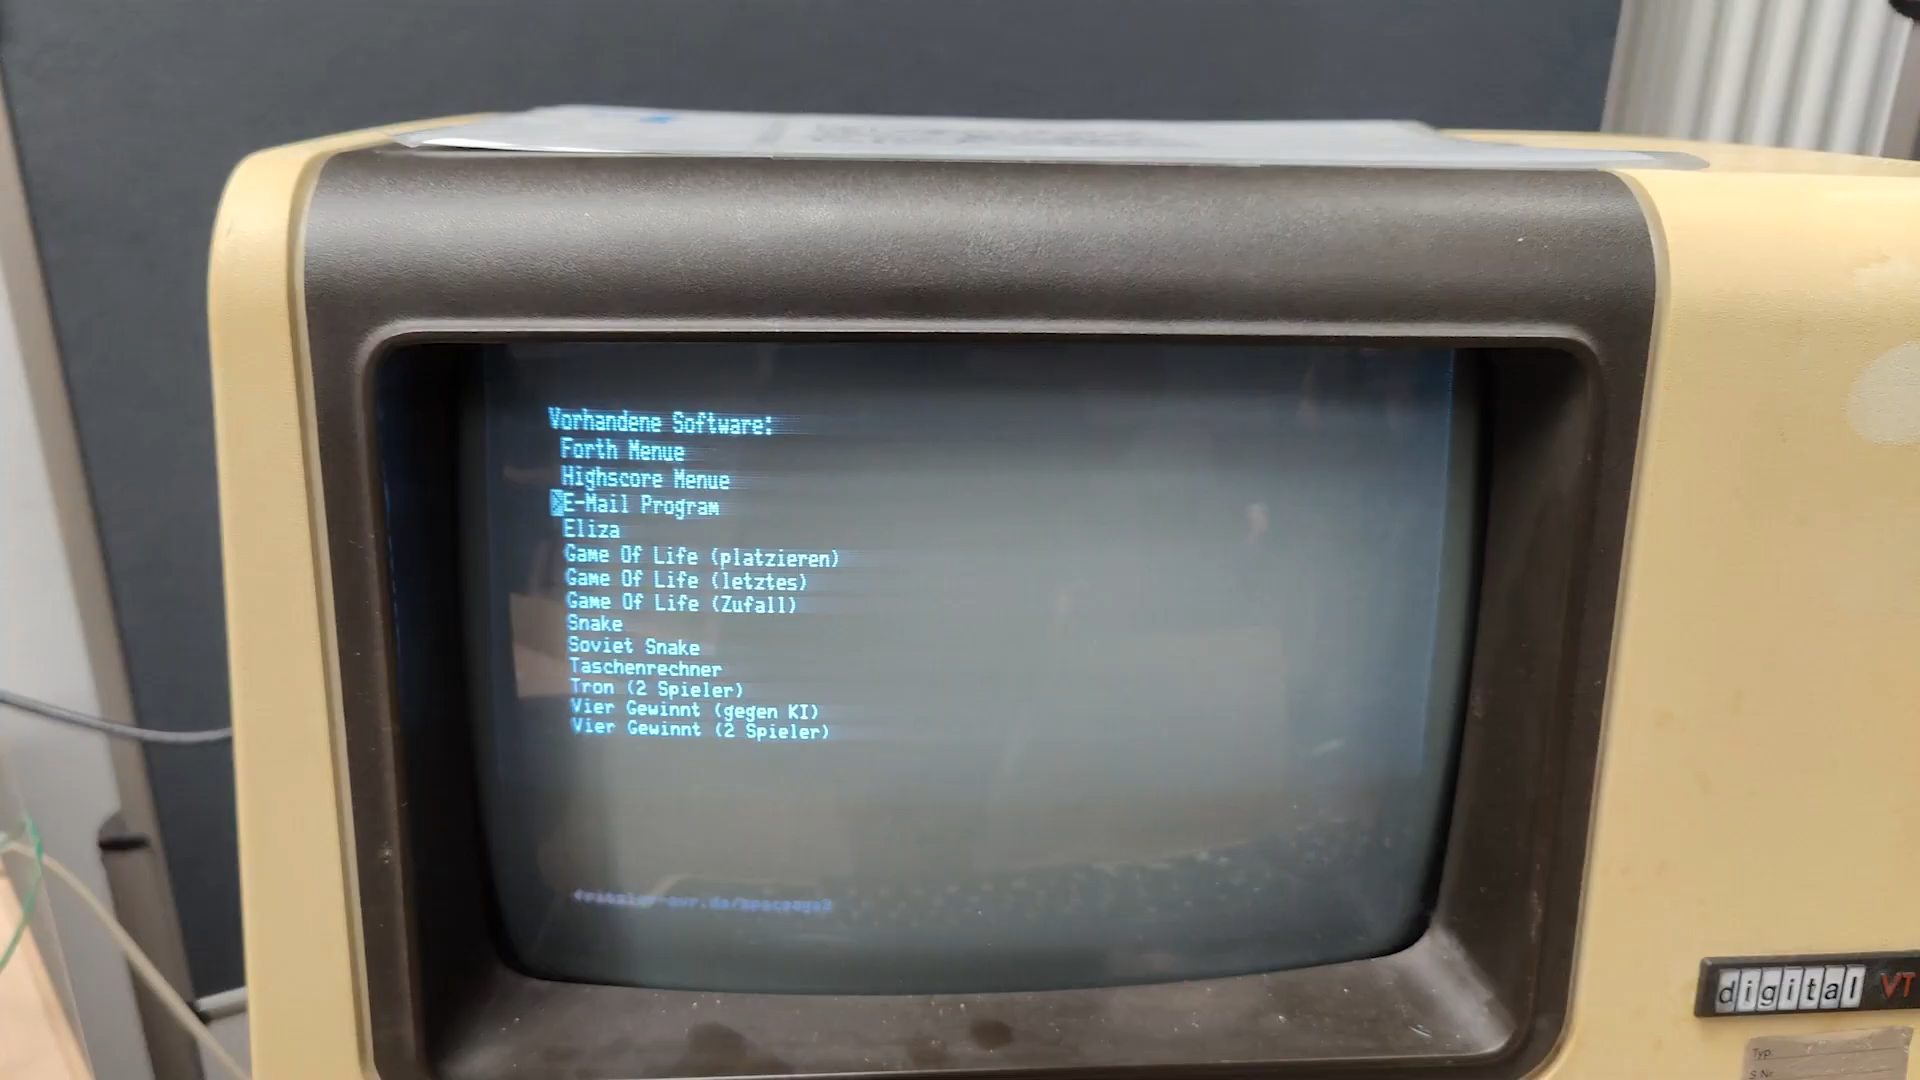 Vorhandene Software:
Forth Menue
Highscore Menue
>E-Mail Program
Eliza
Game Of Life (platzieren)
Game Of Life (letztes)
Game Of Life (Zufall)
Snake
Soviet Snake
Taschenrechner
Tron (2 Spieler)
Vier Gewinnt (gegen KI)
Vier Gewinnt (2 Spieler)
digital VT
Typ
S.Nr